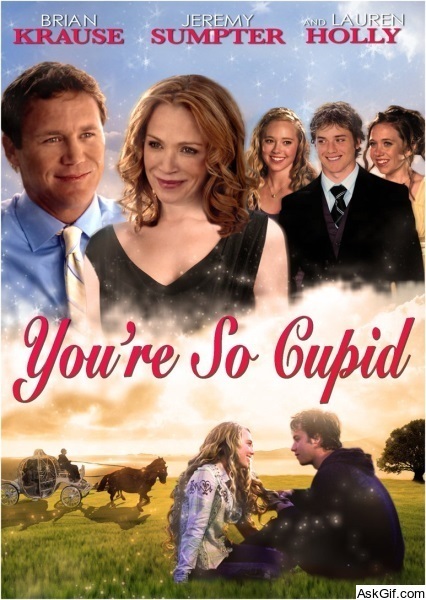 BRIAN JEREMY AND LAUREN
KRAUSE SUMPTER HOLLY
You're So Cupid
AskGif.com